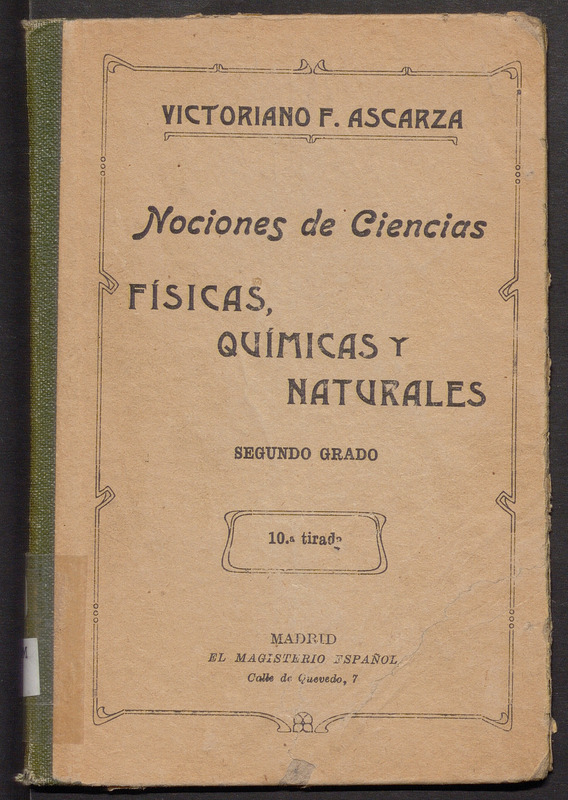 VICTORIANO F. ASCARZA
Nociones de Ciencias
FÍSICAS,
QUÍMICAS Y
NATURALES
SEGUNDO GRADO
10.ª tirada
MADRID
EL MAGISTERIO ESPAÑOL
Calle de Quevedo, 7